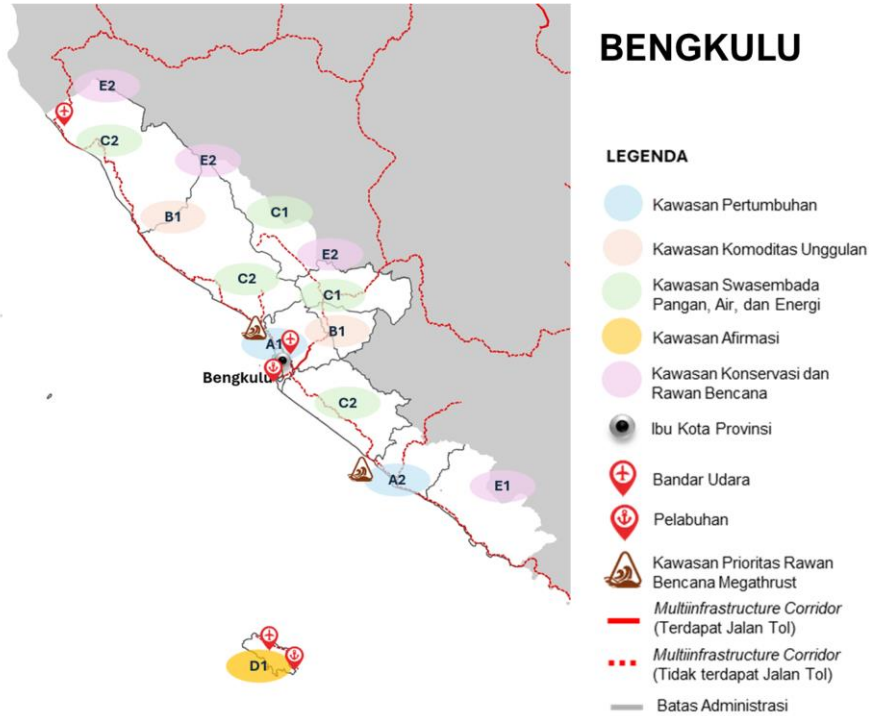 BENGKULU
E2
C2
E2
B1
C1
E2
C2
C1
A1
B1
Bengkulu
C2
A2
E1
D1
LEGENDA
Kawasan Pertumbuhan
Kawasan Komoditas Unggulan
Kawasan Swasembada
Pangan, Air, dan Energi
Kawasan Afirmasi
Kawasan Konservasi dan
Rawan Bencana
Ibu Kota Provinsi
Bandar Udara
Pelabuhan
Kawasan Prioritas Rawan
Bencana Megathrust
Multiinfrastructure Corridor
(Terdapat Jalan Tol)
Multiinfrastructure Corridor
(Tidak terdapat Jalan Tol)
Batas Administrasi